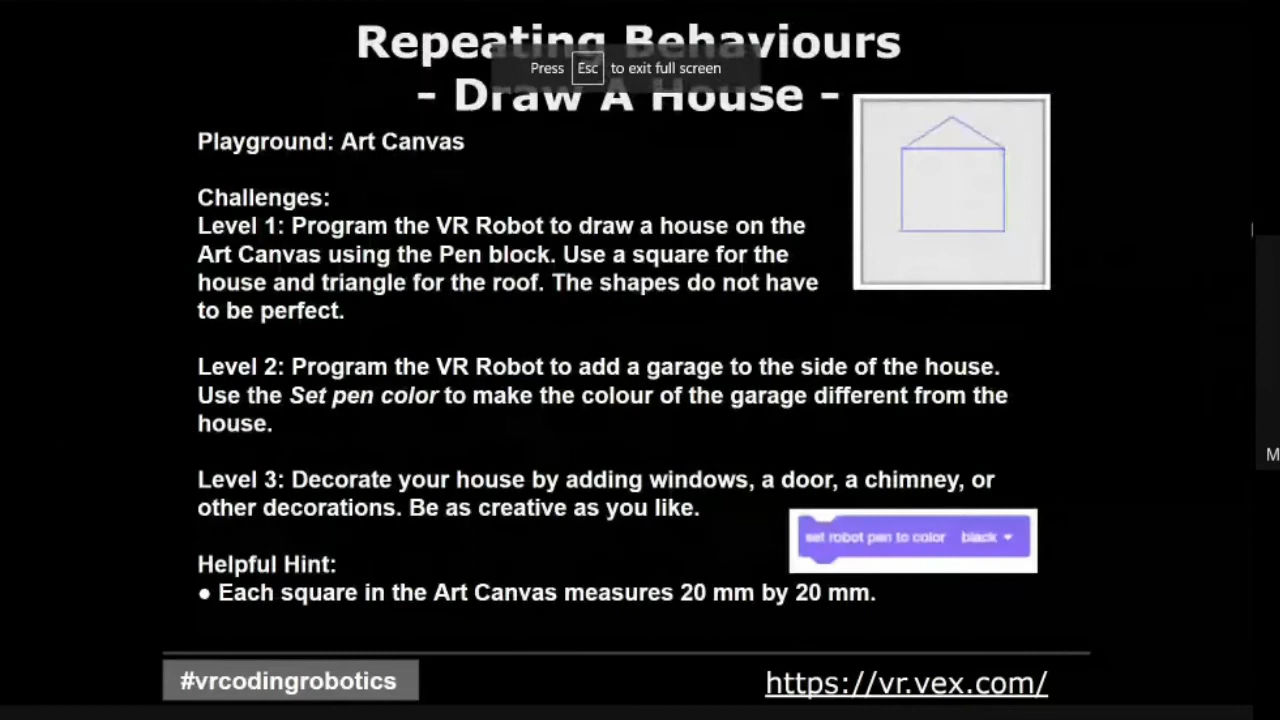 Repeating Behaviours
Press Esc to exit full screen
- Draw A House -
Playground: Art Canvas
Challenges:
Level 1: Program the VR Robot to draw a house on the
Art Canvas using the Pen block. Use a square for the
house and triangle for the roof. The shapes do not have
to be perfect.
Level 2: Program the VR Robot to add a garage to the side of the house.
Use the Set pen color to make the colour of the garage different from the
house.
M
Level 3: Decorate your house by adding windows, a door, a chimney, or
other decorations. Be as creative as you like.
set robot pen to color black
Helpful Hint:
● Each square in the Art Canvas measures 20 mm by 20 mm.
#vrcodingrobotics
https://vr.vex.com/